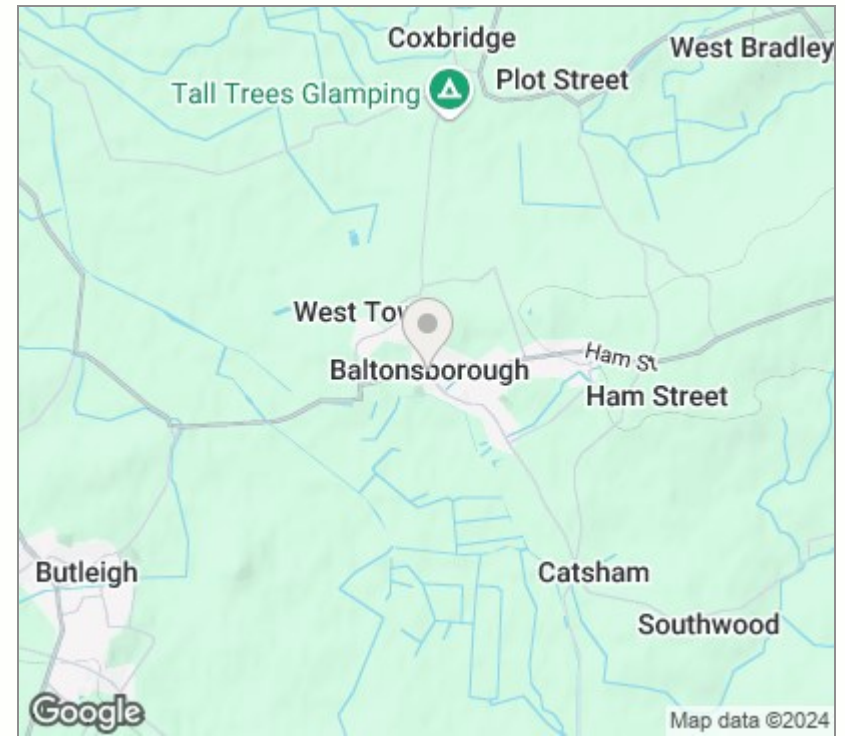 Coxbridge
West Bradley
Tall Trees Glamping
Plot Street
West
Baltonsborough
Ham St
Ham Street
Butleigh
Catsham
Southwood
Google
Map data ©2024